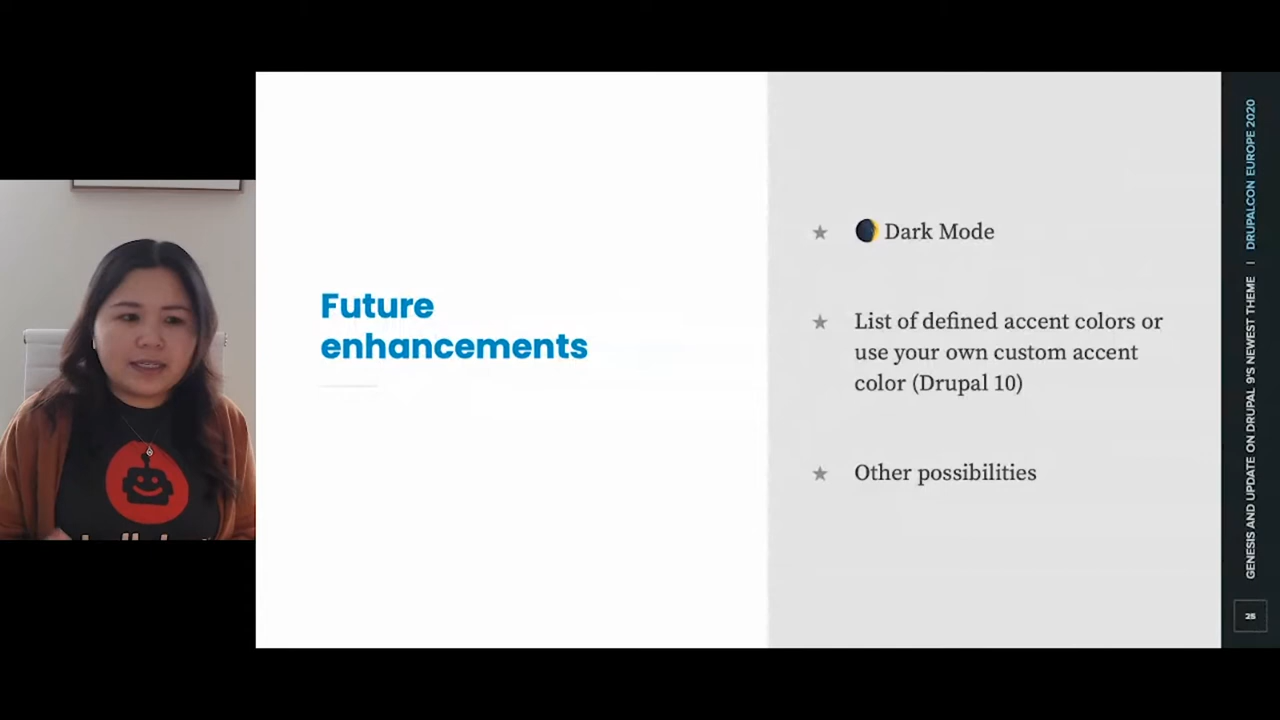 Future
enhancements
Dark Mode
List of defined accent colors or
use your own custom accent
color (Drupal 10)
Other possibilities
GENESIS AND UPDATE ON DRUPAL 9'S NEWEST THEME | DRUPALCON EUROPE 2020
25